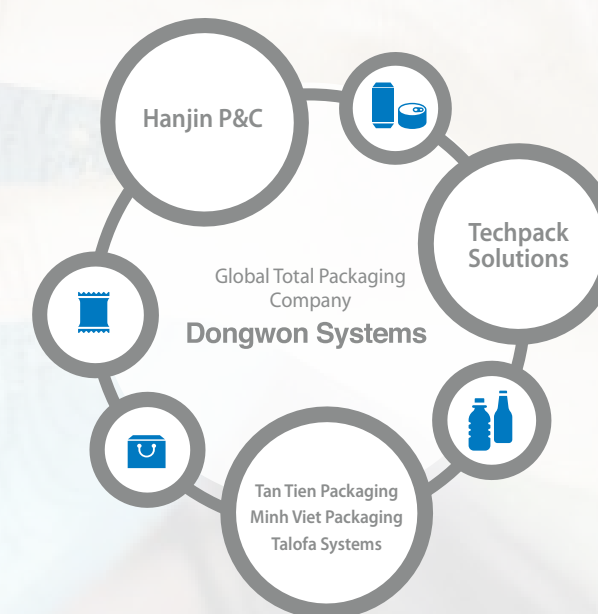 Hanjin P&C
Techpack
Solutions
Global Total Packaging
Company
Dongwon Systems
Tan Tien Packaging
Minh Viet Packaging
Talofa Systems